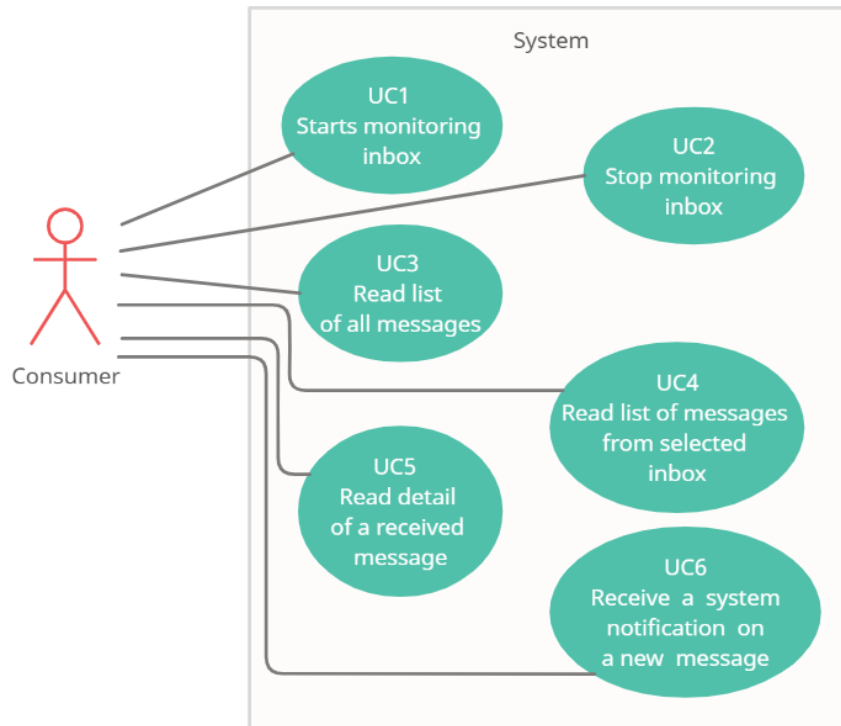 System
UC1
Starts monitoring
inbox
UC2
Stop monitoring
inbox
UC3
Read list
of all messages
Consumer
UC4
Read list of messages
from selected
inbox
UC5
Read detail
of a received
message
UC6
Receive a system
notification on
a new message